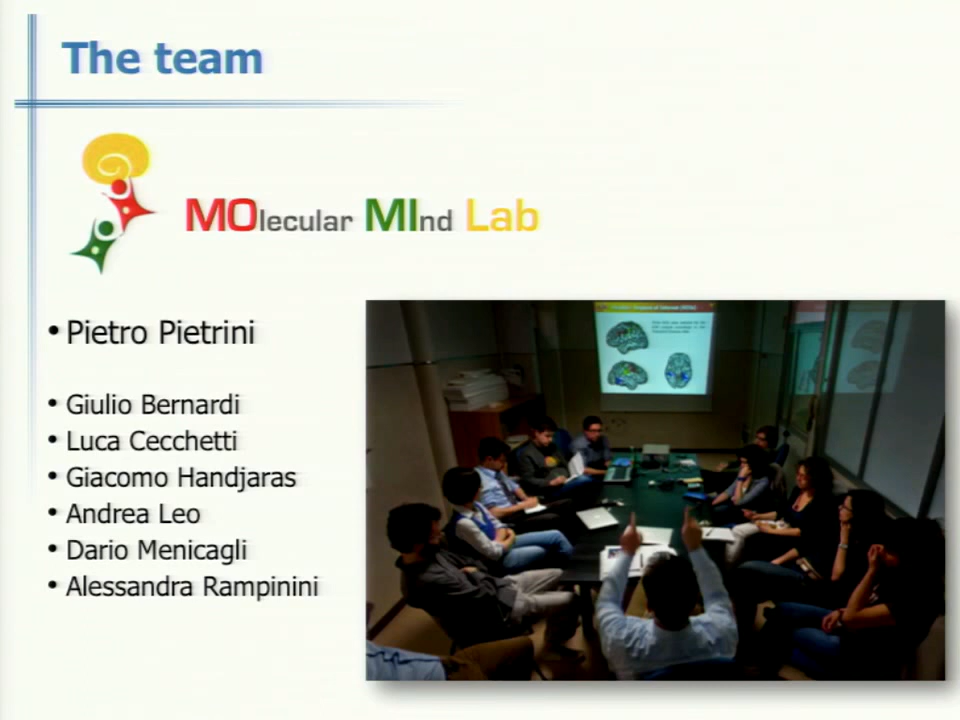 The team
MOlecular MInd Lab
• Pietro Pietrini
• Giulio Bernardi
• Luca Cecchetti
• Giacomo Handjaras
• Andrea Leo
• Dario Menicagli
• Alessandra Rampinini